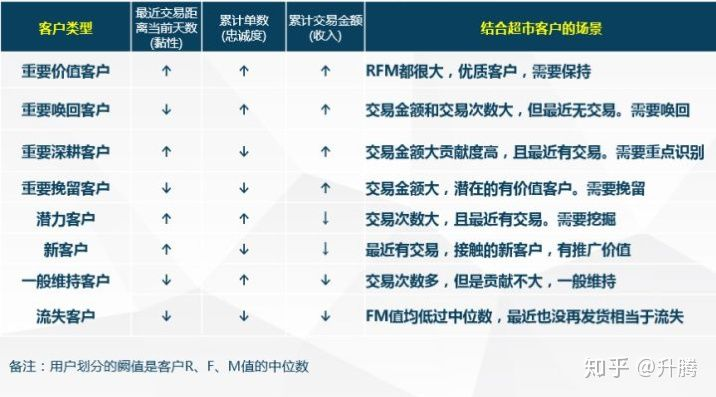 客户类型 最近交易距离当前天数(黏性) 累计单数(忠诚度) 累计交易金额(收入) 结合超市客户的场景
重要价值客户 ↑ ↑ ↑ RFM都很大，优质客户，需要保持
重要唤回客户 ↓ ↑ ↑ 交易金额和交易次数大，但最近无交易。需要唤回
重要深耕客户 ↑ ↓ ↑ 交易金额大贡献度高，且最近有交易。需要重点识别
重要挽留客户 ↓ ↓ ↑ 交易金额大，潜在的有价值客户。需要挽留
潜力客户 ↑ ↑ ↓ 交易次数大，且最近有交易。需要挖掘
新客户 ↑ ↓ ↓ 最近有交易，接触的新客户，有推广价值
一般维持客户 ↓ ↑ ↓ 交易次数多，但是贡献不大，一般维持
流失客户 ↓ ↓ ↓ FM值均低过中位数，最近也没再发货相当于流失
备注：用户划分的阙值是客户R、F、M值的中位数
知乎 @升腾